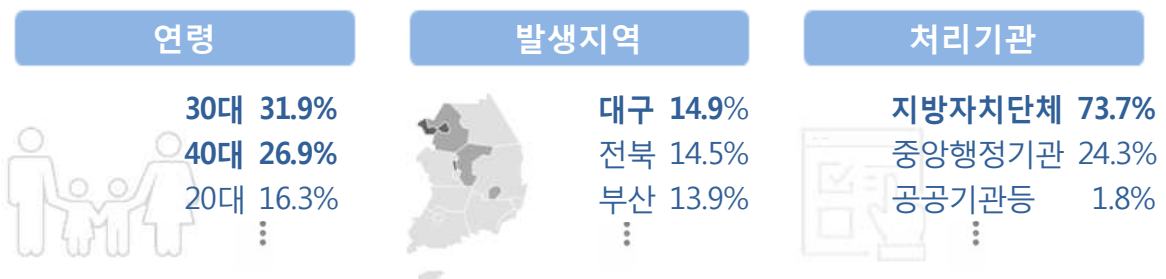 연령
30대 31.9%
40대 26.9%
20대 16.3%
발생지역
대구 14.9%
전북 14.5%
부산 13.9%
처리기관
지방자치단체 73.7%
중앙행정기관 24.3%
공공기관등 1.8%